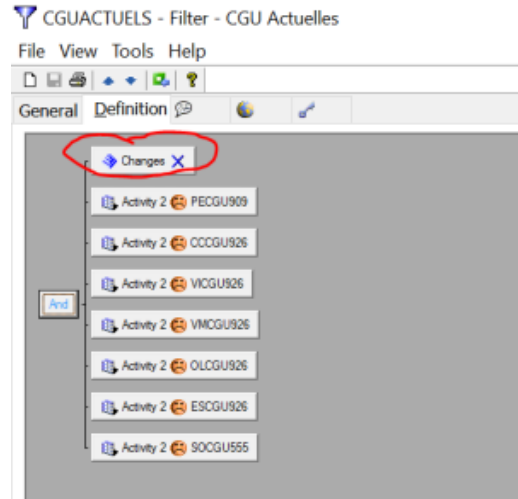 CGUACTUELS - Filter - CGU Actuelles
File View Tools Help
General Definition
Changes
Activity 2 PECGU909
Activity 2 CCCGU926
Activity 2 VICGU926
And
Activity 2 VMCGU926
Activity 2 OLCGU926
Activity 2 ESCGU926
Activity 2 SOCGU555